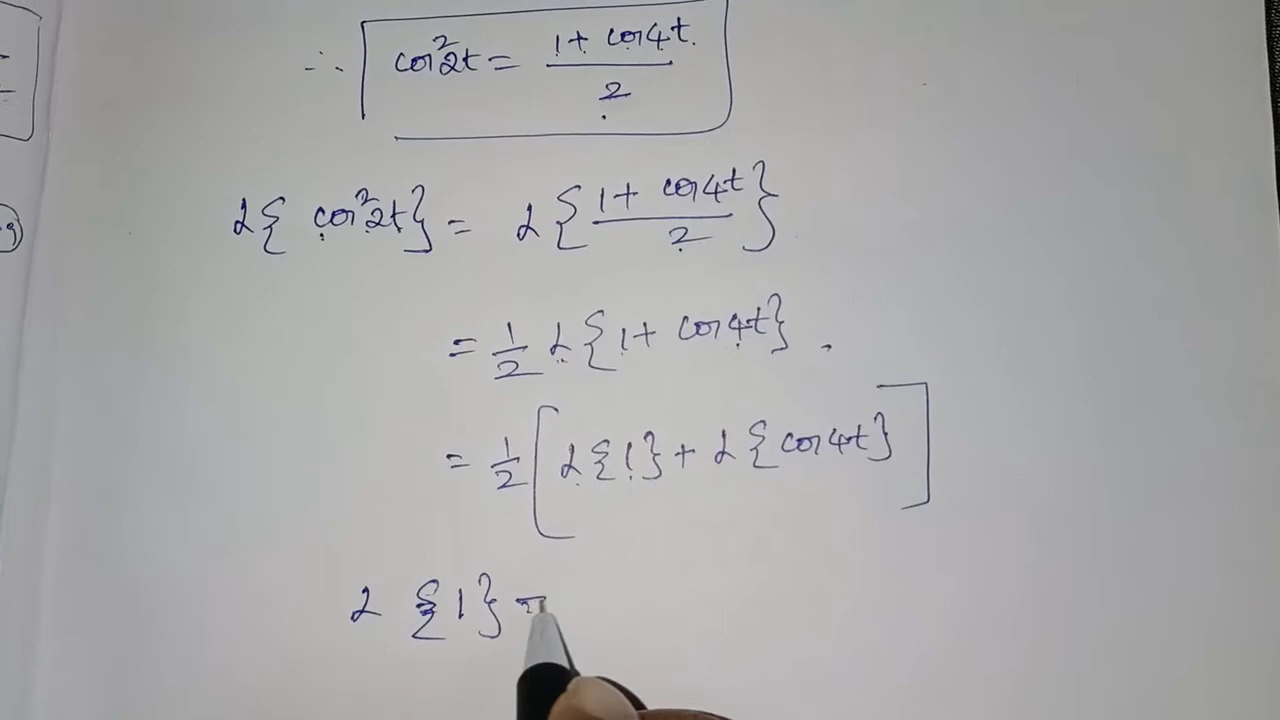 ∴ cos²2t = (1 + cos4t)/2
L{cos²2t} = L{(1 + cos4t)/2}
= 1/2 L{1 + cos4t}.
= 1/2 [L{1} + L{cos4t}]
L{1} =